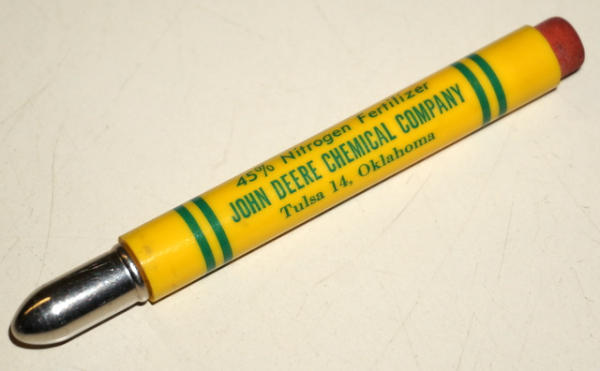 45% Nitrogen Fertilizer
JOHN DEERE CHEMICAL COMPANY
Tulsa 14, Oklahoma